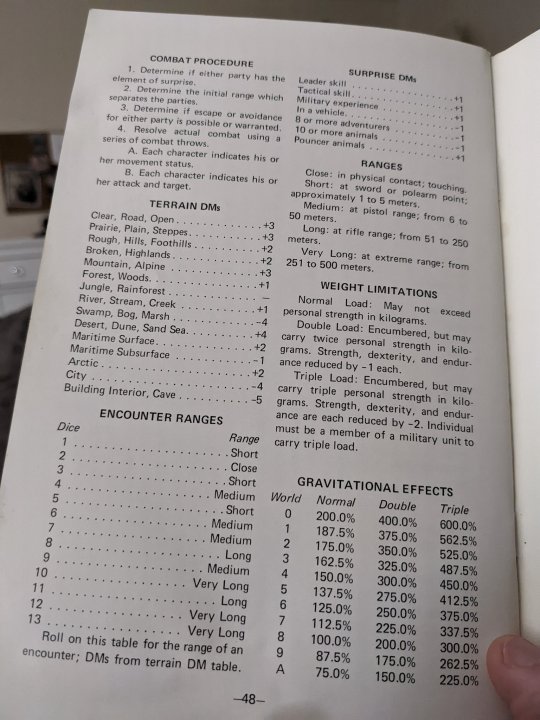 COMBAT PROCEDURE
1. Determine if either party has the
element of surprise.
2. Determine the initial range which
separates the parties.
3. Determine if escape or avoidance
for either party is possible or warranted.
4. Resolve actual combat using a
series of combat throws.
A. Each character indicates his or
her movement status.
B. Each character indicates his or
her attack and target.
TERRAIN DMs
Clear, Road, Open . . . . . . . . . . . . +3
Prairie, Plain, Steppes. . . . . . . . . . +3
Rough, Hills, Foothills . . . . . . . . . +2
Broken, Highlands . . . . . . . . . . . . +2
Mountain, Alpine . . . . . . . . . . . . +3
Forest, Woods. . . . . . . . . . . . . . +1
Jungle, Rainforest . . . . . . . . . . . . —
River, Stream, Creek . . . . . . . . . . +1
Swamp, Bog, Marsh . . . . . . . . . . . -4
Desert, Dune, Sand Sea. . . . . . . . . +4
Maritime Surface. . . . . . . . . . . . . +2
Maritime Subsurface . . . . . . . . . . -1
Arctic . . . . . . . . . . . . . . . . . . +2
City . . . . . . . . . . . . . . . . . . . -4
Building Interior, Cave . . . . . . . . . -5
ENCOUNTER RANGES
Dice Range
1 . . . . . . . . . . . . . . . . Short
2 . . . . . . . . . . . . . . . . Close
3 . . . . . . . . . . . . . . . . Short
4 . . . . . . . . . . . . . . . Medium
5 . . . . . . . . . . . . . . . . Short
6 . . . . . . . . . . . . . . . Medium
7 . . . . . . . . . . . . . . . Medium
8 . . . . . . . . . . . . . . . . Long
9 . . . . . . . . . . . . . . . Medium
10 . . . . . . . . . . . . . Very Long
11 . . . . . . . . . . . . . . . . Long
12 . . . . . . . . . . . . . Very Long
13 . . . . . . . . . . . . . Very Long
Roll on this table for the range of an
encounter; DMs from terrain DM table.
SURPRISE DMs
Leader skill . . . . . . . . . . . . . . +1
Tactical skill. . . . . . . . . . . . . . +1
Military experience . . . . . . . . . . +1
In a vehicle. . . . . . . . . . . . . . . -1
8 or more adventurers . . . . . . . . -1
10 or more animals . . . . . . . . . . -1
Pouncer animals . . . . . . . . . . . . +1
RANGES
Close: in physical contact; touching.
Short: at sword or polearm point;
approximately 1 to 5 meters.
Medium: at pistol range; from 6 to
50 meters.
Long: at rifle range; from 51 to 250
meters.
Very Long: at extreme range; from
251 to 500 meters.
WEIGHT LIMITATIONS
Normal Load: May not exceed
personal strength in kilograms.
Double Load: Encumbered, but may
carry twice personal strength in kilo-
grams. Strength, dexterity, and endur-
ance reduced by -1 each.
Triple Load: Encumbered, but may
carry triple personal strength in kilo-
grams. Strength, dexterity, and endur-
ance are each reduced by -2. Individual
must be a member of a military unit to
carry triple load.
GRAVITATIONAL EFFECTS
World Normal Double Triple
0 200.0% 400.0% 600.0%
1 187.5% 375.0% 562.5%
2 175.0% 350.0% 525.0%
3 162.5% 325.0% 487.5%
4 150.0% 300.0% 450.0%
5 137.5% 275.0% 412.5%
6 125.0% 250.0% 375.0%
7 112.5% 225.0% 337.5%
8 100.0% 200.0% 300.0%
9 87.5% 175.0% 262.5%
A 75.0% 150.0% 225.0%
—48—